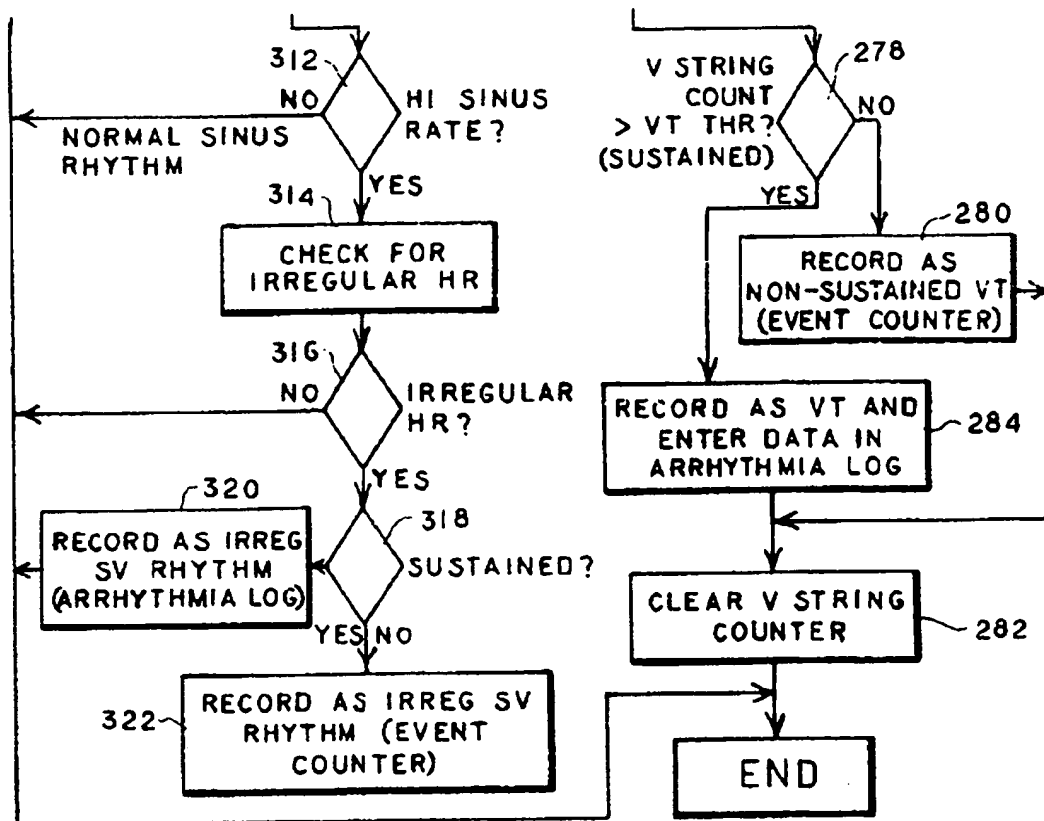 312
NO
HI SINUS
RATE?
NORMAL SINUS
RHYTHM
YES
314
CHECK FOR
IRREGULAR HR
316
NO
IRREGULAR
HR?
YES
320
318
RECORD AS IRREG
SV RHYTHM
(ARRHYTHMIA LOG)
SUSTAINED?
YES
NO
322
RECORD AS IRREG SV
RHYTHM (EVENT
COUNTER)
278
V STRING
COUNT
> VT THR?
(SUSTAINED)
NO
YES
280
RECORD AS
NON-SUSTAINED VT
(EVENT COUNTER)
RECORD AS VT AND
ENTER DATA IN
ARRHYTHMIA LOG
284
CLEAR V STRING
COUNTER
282
END